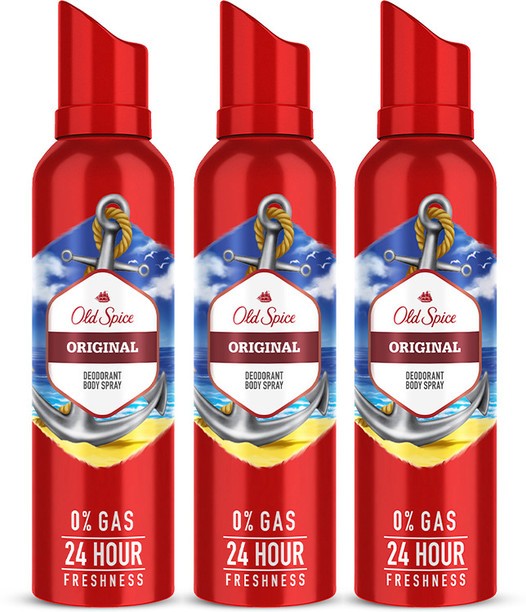 Old Spice
ORIGINAL
DEODORANT
BODY SPRAY
0% GAS
24 HOUR
FRESHNESS
Old Spice
ORIGINAL
DEODORANT
BODY SPRAY
0% GAS
24 HOUR
FRESHNESS
Old Spice
ORIGINAL
DEODORANT
BODY SPRAY
0% GAS
24 HOUR
FRESHNESS